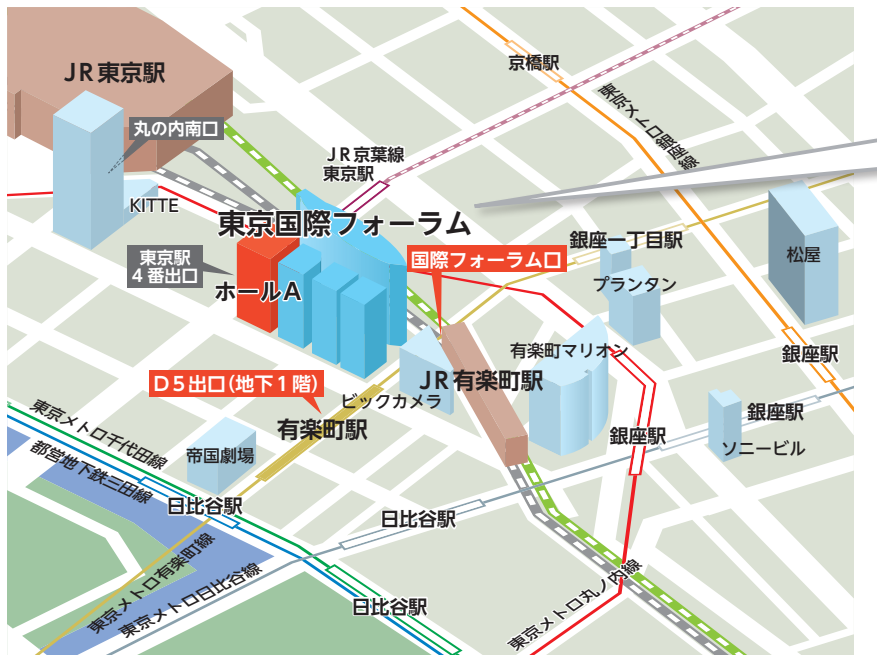 JR東京駅
京橋駅
東京メトロ銀座線
丸の内南口
JR京葉線
東京駅
KITTE
東京国際フォーラム
東京駅
4番出口
ホールA
国際フォーラム口
銀座一丁目駅
プランタン
松屋
有楽町マリオン
銀座駅
JR有楽町駅
D5出口(地下1階)
ビックカメラ
有楽町駅
銀座駅
銀座駅
ソニービル
東京メトロ千代田線
都営地下鉄三田線
帝国劇場
日比谷駅
日比谷駅
東京メトロ有楽町線
東京メトロ日比谷線
日比谷駅
東京メトロ丸ノ内線